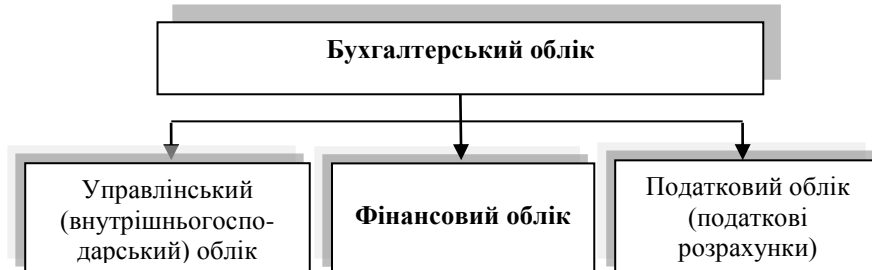 Бухгалтерський облік
Управлінський
(внутрішньогоспо-
дарський) облік
Фінансовий облік
Податковий облік
(податкові
розрахунки)